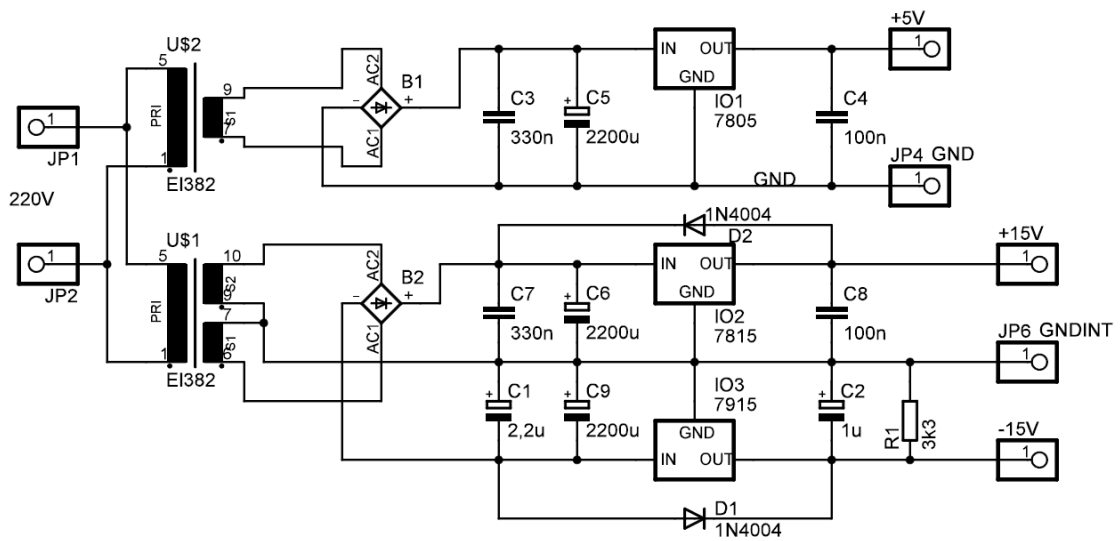 U$2
5
PRI
1
EI382
9
S1
7
AC2
AC1
B1
-
+
C3
330n
+
C5
2200u
IN
OUT
GND
IO1
7805
C4
100n
+5V
1
JP4 GND
1
GND
1
JP1
220V
1
JP2
U$1
5
PRI
1
EI382
10
S2
9
7
S1
6
AC2
AC1
B2
-
+
1N4004
D2
C7
330n
+
C6
2200u
IN
OUT
GND
IO2
7815
C8
100n
+15V
1
JP6 GNDINT
1
+
C1
2,2u
+
C9
2200u
IO3
7915
GND
IN
OUT
+
C2
1u
R1
3k3
-15V
1
D1
1N4004